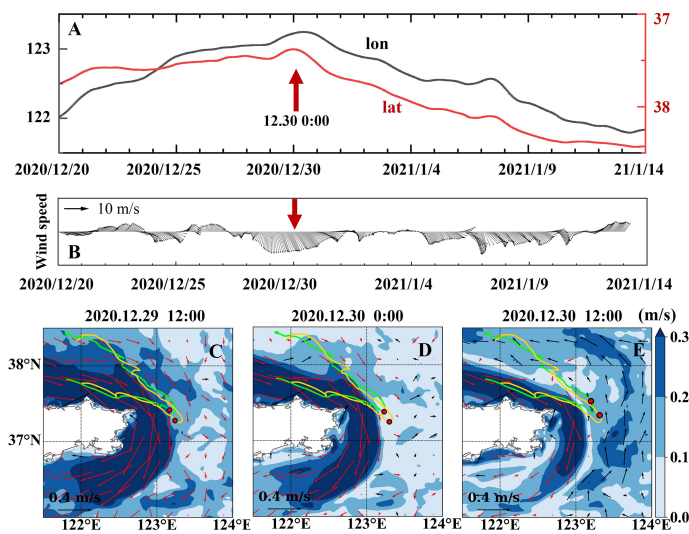 A
37
123
lon
122
12.30 0:00
lat
38
2020/12/20 2020/12/25 2020/12/30 2021/1/4 2021/1/9 21/1/14
Wind speed
10 m/s
B
2020/12/20 2020/12/25 2020/12/30 2021/1/4 2021/1/9 2021/1/14
2020.12.29 12:00 2020.12.30 0:00 2020.12.30 12:00 (m/s)
C D E 0.3
38°N
0.2
37°N
0.1
0.4 m/s 0.4 m/s 0.4 m/s
0.0
122°E 123°E 124°E 122°E 123°E 124°E 122°E 123°E 124°E